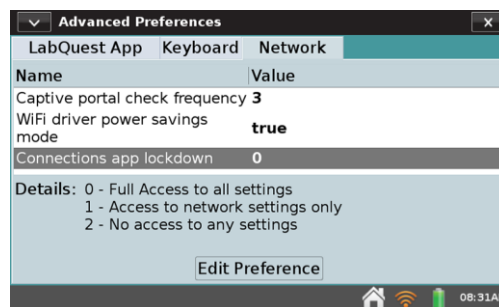 Advanced Preferences
LabQuest App Keyboard Network
Name Value
Captive portal check frequency 3
WiFi driver power savings
mode true
Connections app lockdown 0
Details: 0 - Full Access to all settings
1 - Access to network settings only
2 - No access to any settings
Edit Preference
08:31A